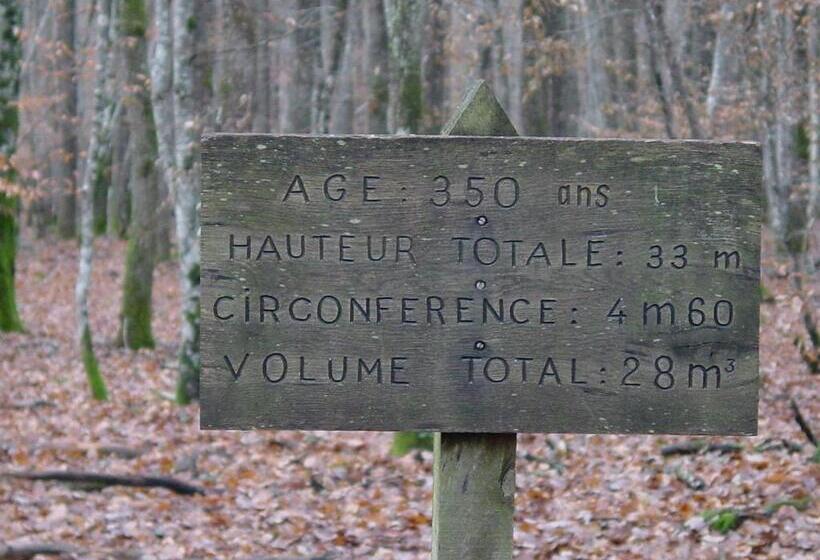 AGE: 350 ans
HAUTEUR TOTALE: 33 m
CiRCONFERENCE: 4 m 60
VOLUME TOTAL: 28 m³